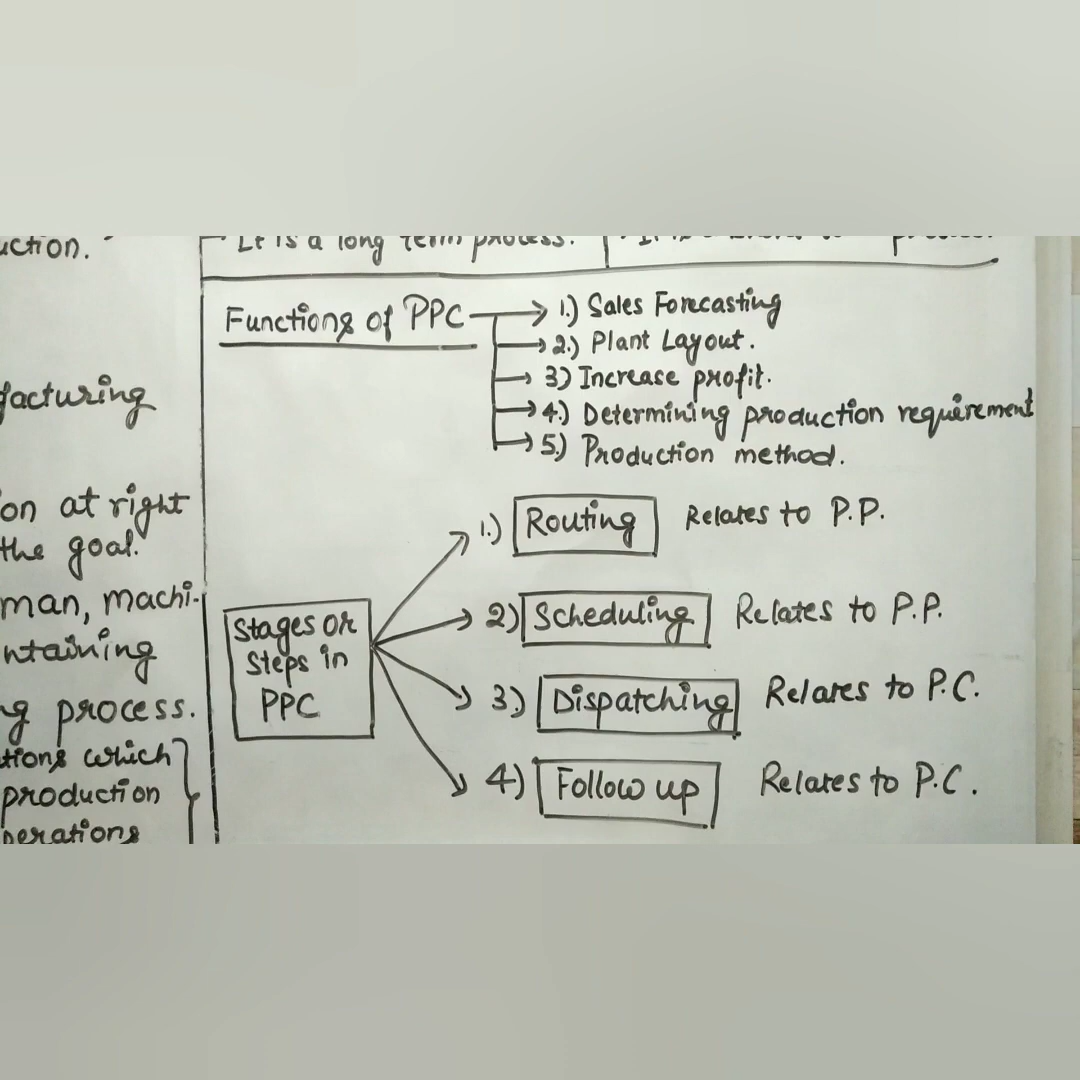 uction.
facturing
on at right
the goal.
man, machi-
ntaining
ng process.
tions which
production
perations
It is a long term process.
Functions of PPC
1.) Sales Forecasting
2.) Plant Layout.
3) Increase profit.
4.) Determining production requirement
5.) Production method.
Stages or
Steps in
PPC
1.) Routing Relates to P.P.
2) Scheduling Relates to P.P.
3.) Dispatching Relates to P.C.
4.) Follow up Relates to P.C.